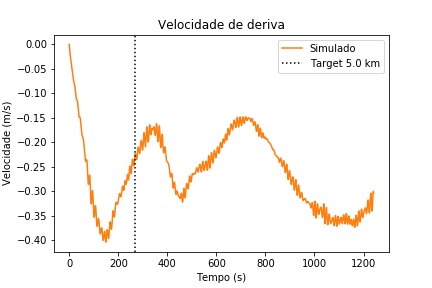 Velocidade de deriva
Simulado
Target 5.0 km
Velocidade (m/s)
0.00
−0.05
−0.10
−0.15
−0.20
−0.25
−0.30
−0.35
−0.40
0 200 400 600 800 1000 1200
Tempo (s)